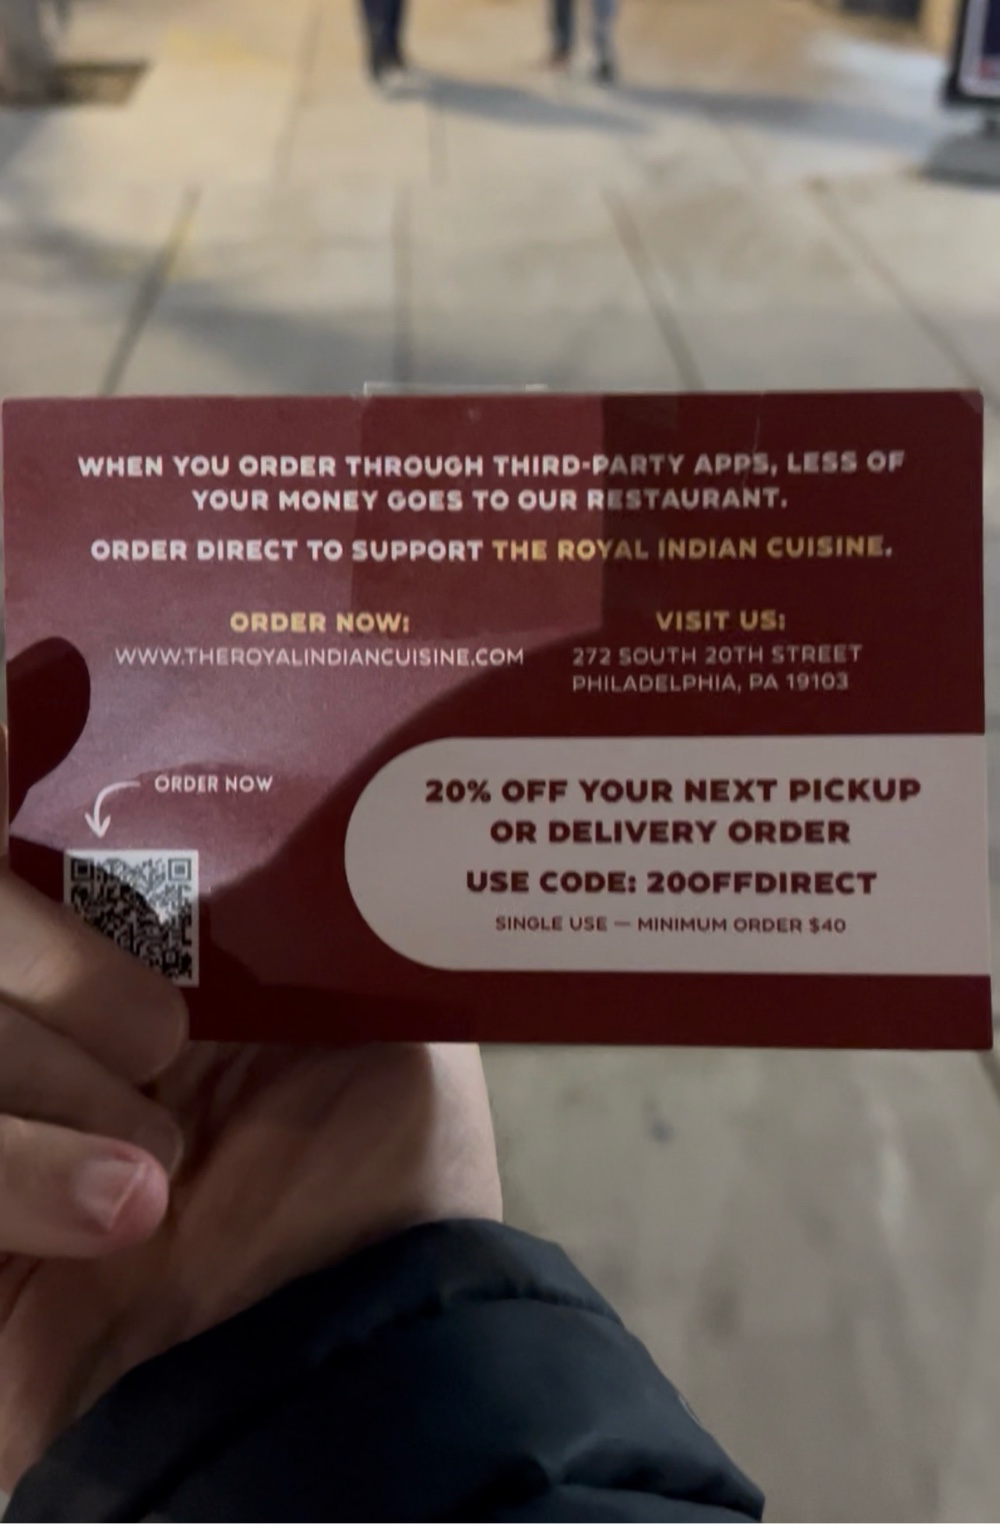 WHEN YOU ORDER THROUGH THIRD-PARTY APPS, LESS OF
YOUR MONEY GOES TO OUR RESTAURANT.
ORDER DIRECT TO SUPPORT THE ROYAL INDIAN CUISINE.
ORDER NOW:
WWW.THEROYALINDIANCUISINE.COM
VISIT US:
272 SOUTH 20TH STREET
PHILADELPHIA, PA 19103
ORDER NOW
20% OFF YOUR NEXT PICKUP
OR DELIVERY ORDER
USE CODE: 20OFFDIRECT
SINGLE USE — MINIMUM ORDER $40